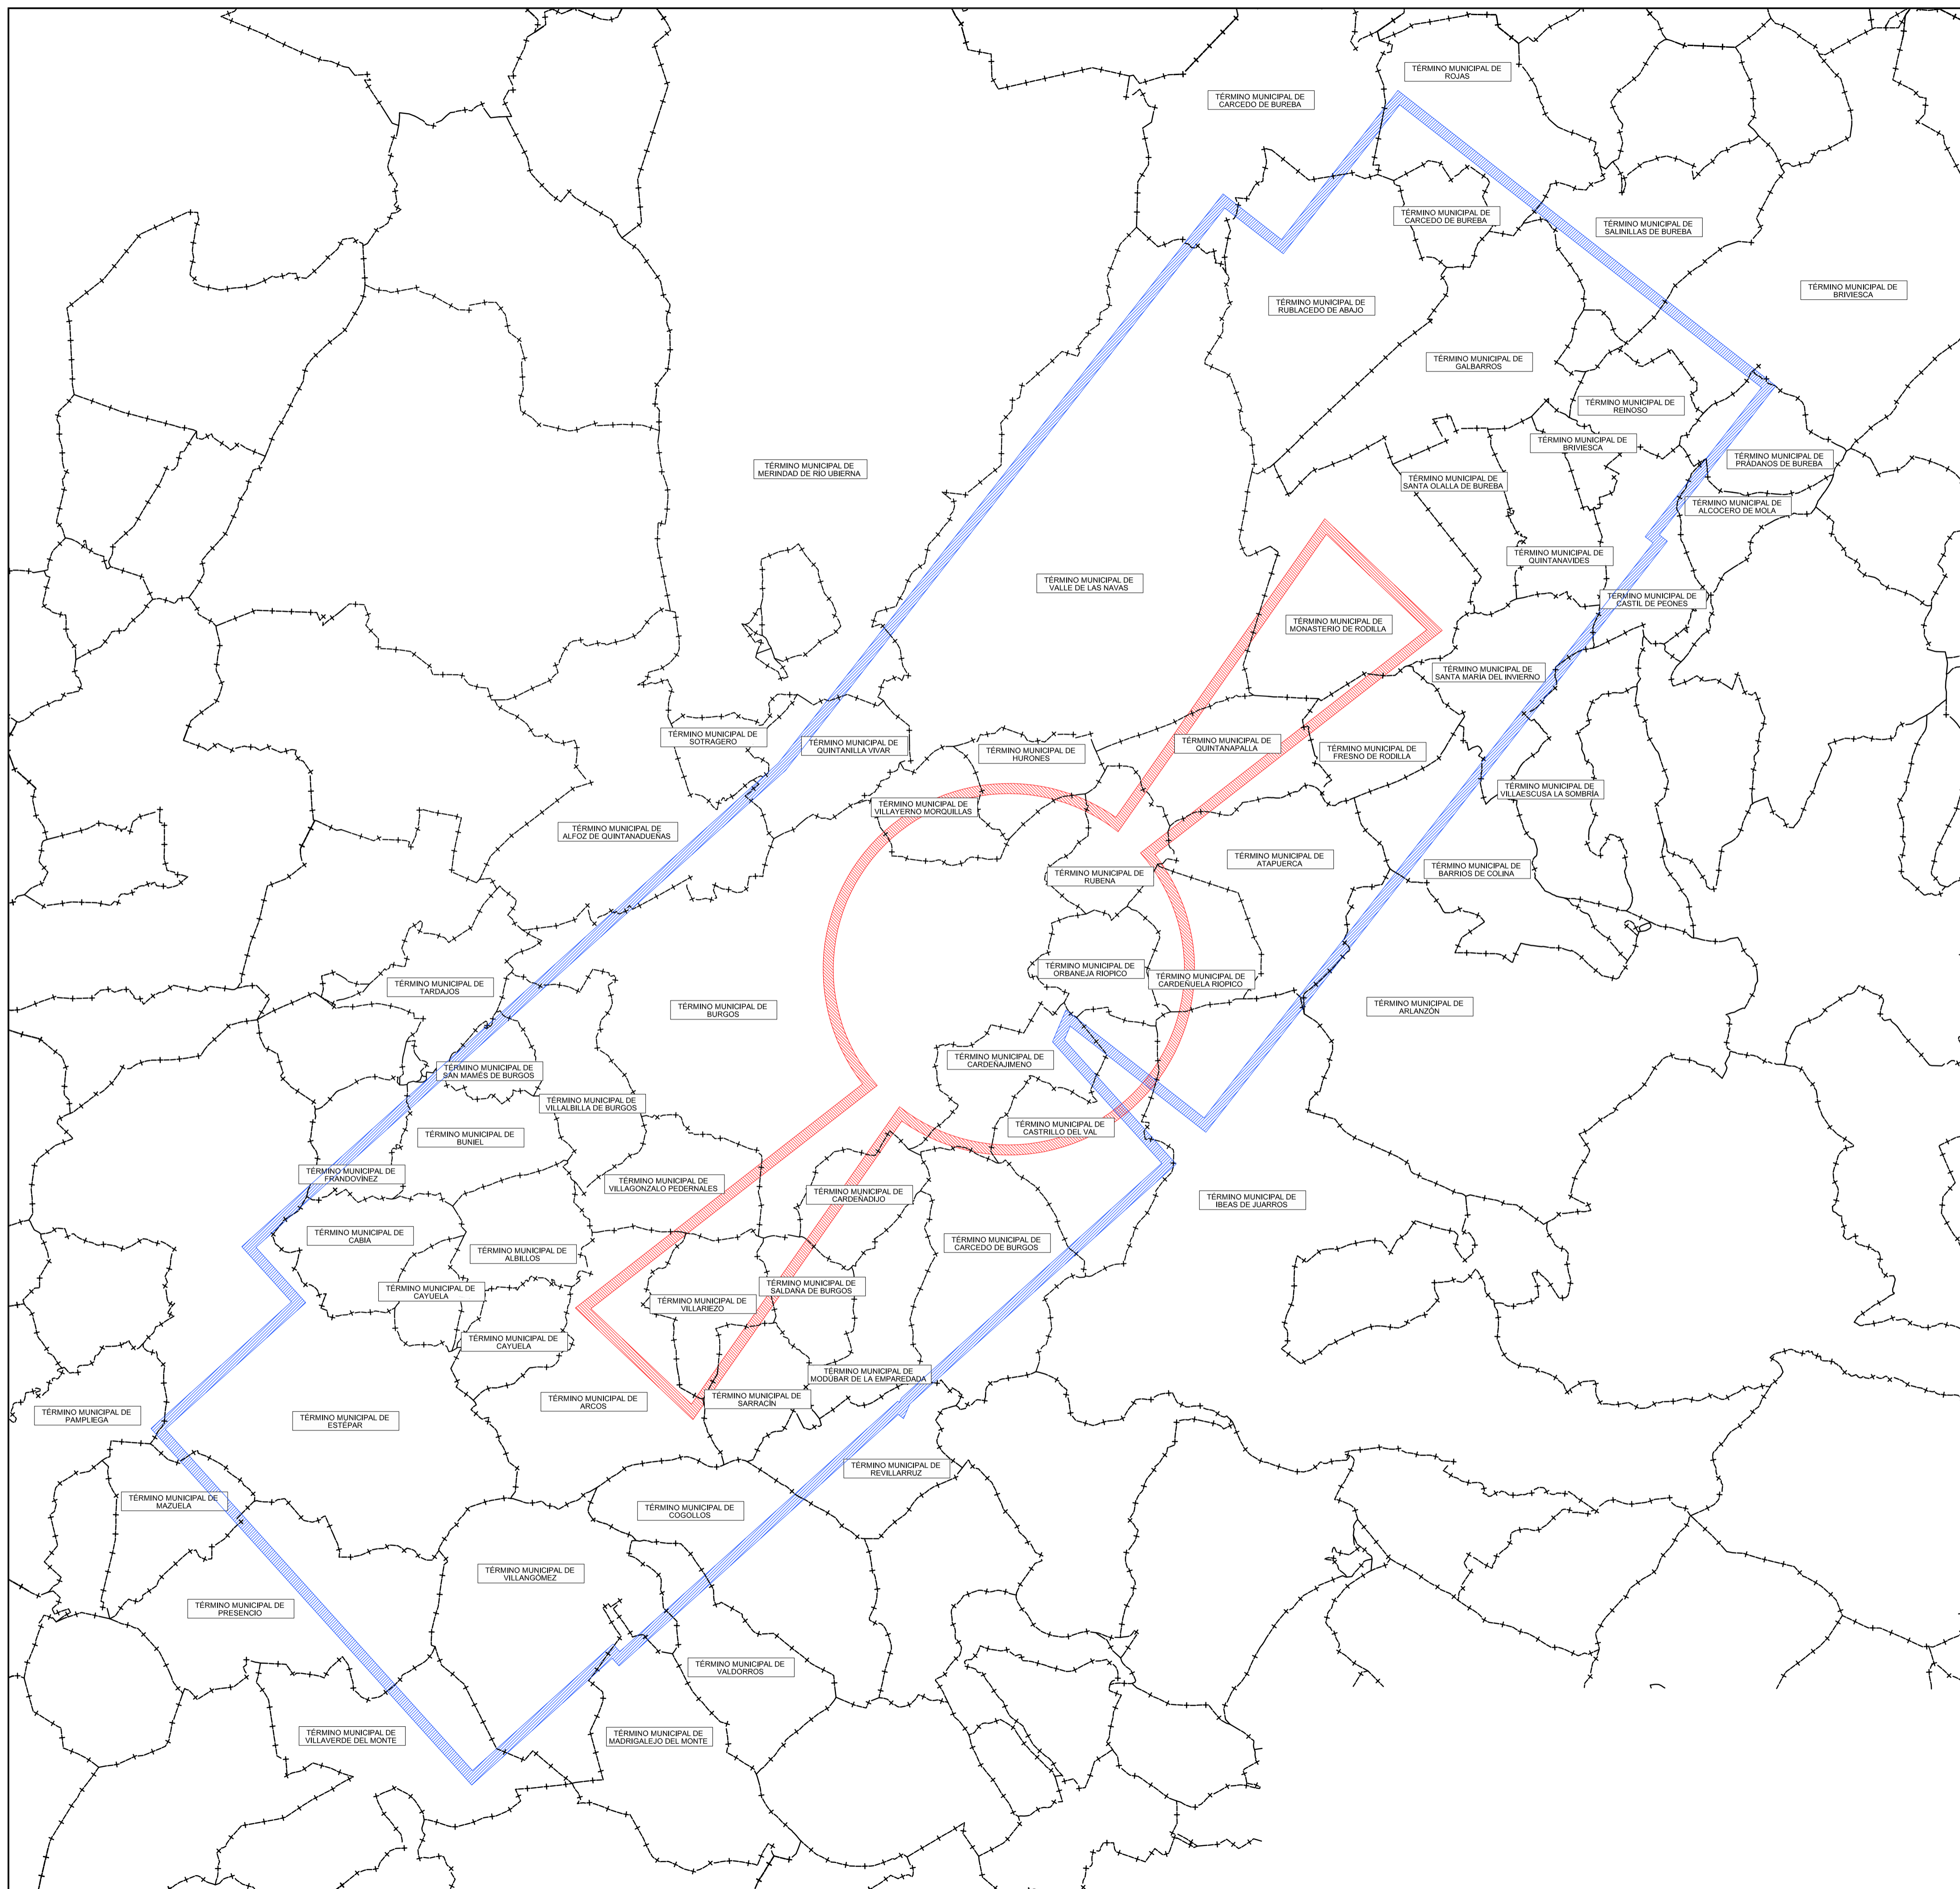 TÉRMINO MUNICIPAL DE
ROJAS
TÉRMINO MUNICIPAL DE
CARCEDO DE BUREBA
TÉRMINO MUNICIPAL DE
CARCEDO DE BUREBA
TÉRMINO MUNICIPAL DE
SALINILLAS DE BUREBA
TÉRMINO MUNICIPAL DE
BRIVIESCA
TÉRMINO MUNICIPAL DE
RUBLACEDO DE ABAJO
TÉRMINO MUNICIPAL DE
GALBARROS
TÉRMINO MUNICIPAL DE
REINOSO
TÉRMINO MUNICIPAL DE
BRIVIESCA
TÉRMINO MUNICIPAL DE
PRÁDANOS DE BUREBA
TÉRMINO MUNICIPAL DE
MERINDAD DE RIO UBIERNA
TÉRMINO MUNICIPAL DE
SANTA OLALLA DE BUREBA
TÉRMINO MUNICIPAL DE
ALCOCERO DE MOLA
TÉRMINO MUNICIPAL DE
QUINTANAVIDES
TÉRMINO MUNICIPAL DE
VALLE DE LAS NAVAS
TÉRMINO MUNICIPAL DE
CASTIL DE PEONES
TÉRMINO MUNICIPAL DE
MONASTERIO DE RODILLA
TÉRMINO MUNICIPAL DE
SANTA MARÍA DEL INVIERNO
TÉRMINO MUNICIPAL DE
SOTRAGERO
TÉRMINO MUNICIPAL DE
QUINTANILLA VIVAR
TÉRMINO MUNICIPAL DE
HURONES
TÉRMINO MUNICIPAL DE
QUINTANAPALLA
TÉRMINO MUNICIPAL DE
FRESNO DE RODILLA
TÉRMINO MUNICIPAL DE
VILLAESCUSA LA SOMBRÍA
TÉRMINO MUNICIPAL DE
VILLAYERNO MORQUILLAS
TÉRMINO MUNICIPAL DE
ALFOZ DE QUINTANADUEÑAS
TÉRMINO MUNICIPAL DE
ATAPUERCA
TÉRMINO MUNICIPAL DE
BARRIOS DE COLINA
TÉRMINO MUNICIPAL DE
RUBENA
TÉRMINO MUNICIPAL DE
ORBANEJA RIOPICO
TÉRMINO MUNICIPAL DE
CARDEÑUELA RIOPICO
TÉRMINO MUNICIPAL DE
TARDAJOS
TÉRMINO MUNICIPAL DE
BURGOS
TÉRMINO MUNICIPAL DE
ARLANZÓN
TÉRMINO MUNICIPAL DE
CARDEÑAJIMENO
TÉRMINO MUNICIPAL DE
SAN MAMÉS DE BURGOS
TÉRMINO MUNICIPAL DE
VILLALBILLA DE BURGOS
TÉRMINO MUNICIPAL DE
CASTRILLO DEL VAL
TÉRMINO MUNICIPAL DE
BUNIEL
TÉRMINO MUNICIPAL DE
FRANDOVÍNEZ
TÉRMINO MUNICIPAL DE
VILLAGONZALO PEDERNALES
TÉRMINO MUNICIPAL DE
CARDEÑADIJO
TÉRMINO MUNICIPAL DE
IBEAS DE JUARROS
TÉRMINO MUNICIPAL DE
CABIA
TÉRMINO MUNICIPAL DE
CARCEDO DE BURGOS
TÉRMINO MUNICIPAL DE
ALBILLOS
TÉRMINO MUNICIPAL DE
SALDAÑA DE BURGOS
TÉRMINO MUNICIPAL DE
CAYUELA
TÉRMINO MUNICIPAL DE
VILLARIEZO
TÉRMINO MUNICIPAL DE
CAYUELA
TÉRMINO MUNICIPAL DE
MODÚBAR DE LA EMPAREDADA
TÉRMINO MUNICIPAL DE
ARCOS
TÉRMINO MUNICIPAL DE
SARRACÍN
TÉRMINO MUNICIPAL DE
PAMPLIEGA
TÉRMINO MUNICIPAL DE
ESTÉPAR
TÉRMINO MUNICIPAL DE
REVILLARRUZ
TÉRMINO MUNICIPAL DE
MAZUELA
TÉRMINO MUNICIPAL DE
COGOLLOS
TÉRMINO MUNICIPAL DE
VILLANGÓMEZ
TÉRMINO MUNICIPAL DE
PRESENCIO
TÉRMINO MUNICIPAL DE
VALDORROS
TÉRMINO MUNICIPAL DE
VILLAVERDE DEL MONTE
TÉRMINO MUNICIPAL DE
MADRIGALEJO DEL MONTE